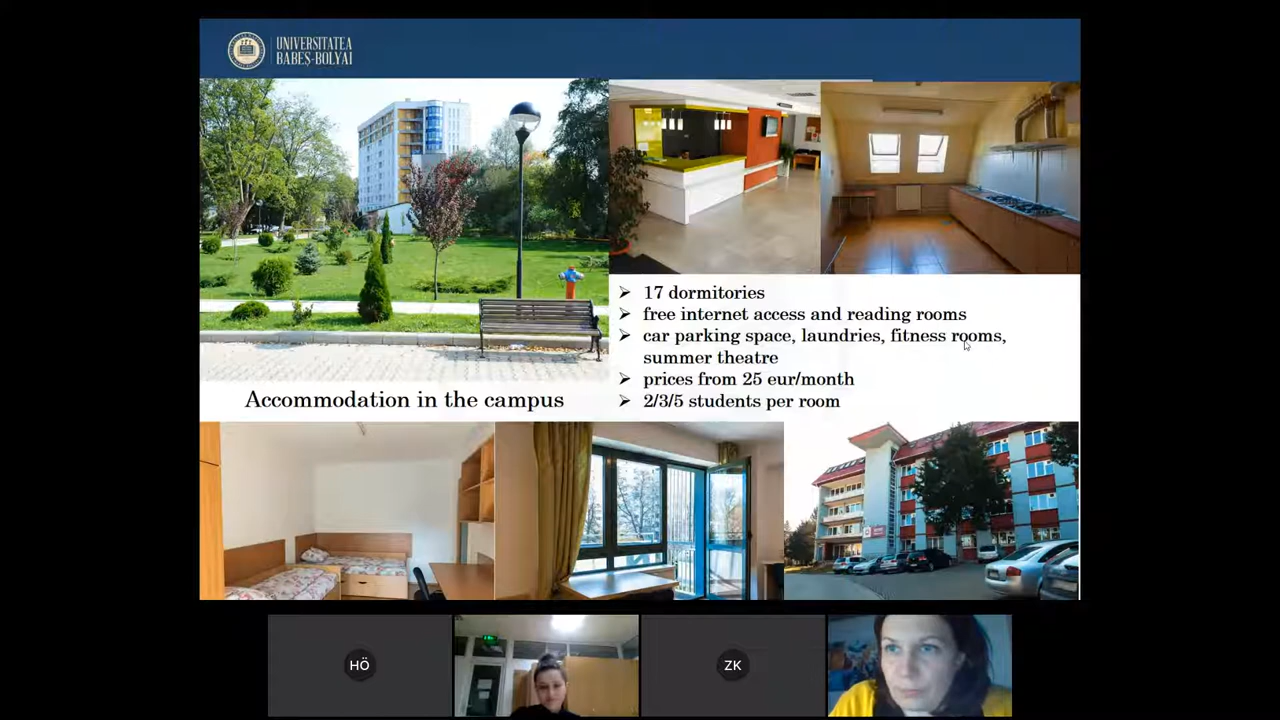 UNIVERSITATEA
BABEȘ-BOLYAI
17 dormitories
free internet access and reading rooms
car parking space, laundries, fitness rooms,
summer theatre
prices from 25 eur/month
2/3/5 students per room
Accommodation in the campus
HÖ
ZK